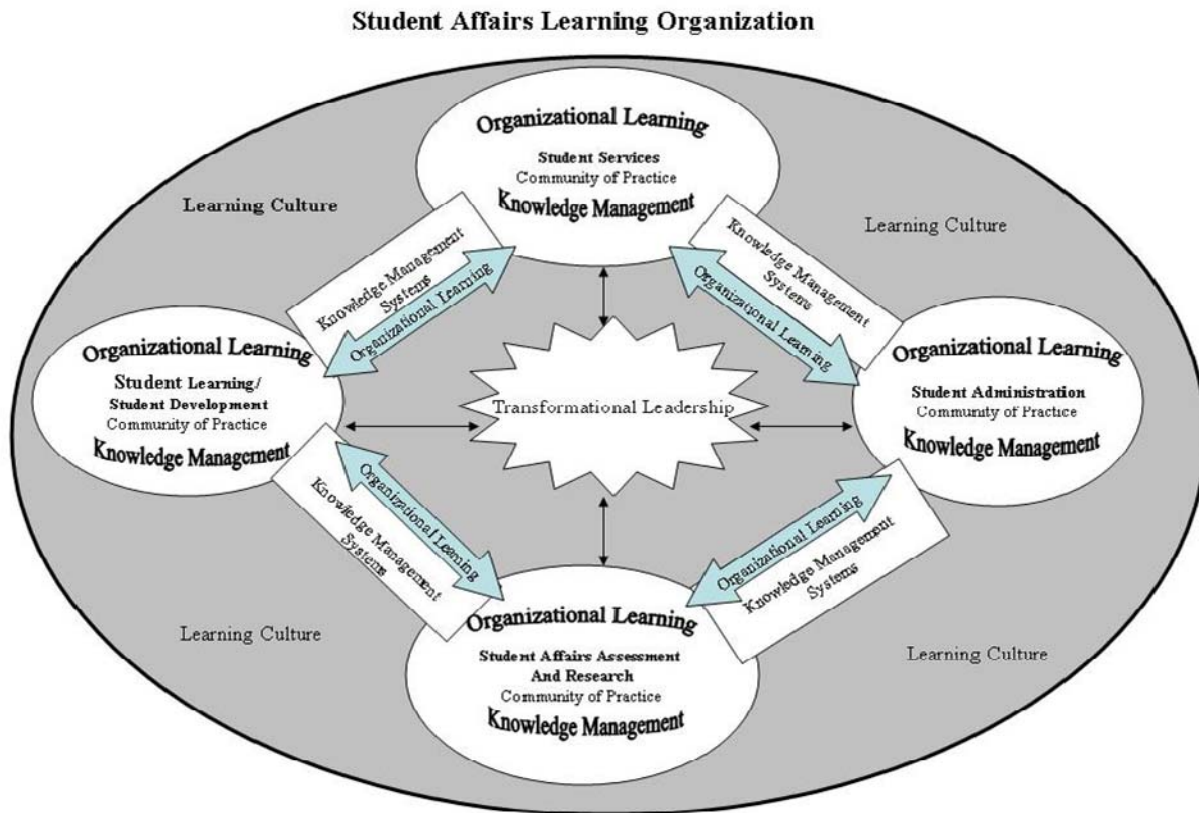 Student Affairs Learning Organization
Organizational Learning
Student Services
Community of Practice
Knowledge Management
Learning Culture
Learning Culture
Knowledge Management
Systems
Organizational Learning
Knowledge Management
Systems
Organizational Learning
Organizational Learning
Student Learning/
Student Development
Community of Practice
Knowledge Management
Transformational Leadership
Organizational Learning
Student Administration
Community of Practice
Knowledge Management
Organizational Learning
Knowledge Management
Systems
Organizational Learning
Knowledge Management
Systems
Organizational Learning
Student Affairs Assessment
And Research
Community of Practice
Knowledge Management
Learning Culture
Learning Culture